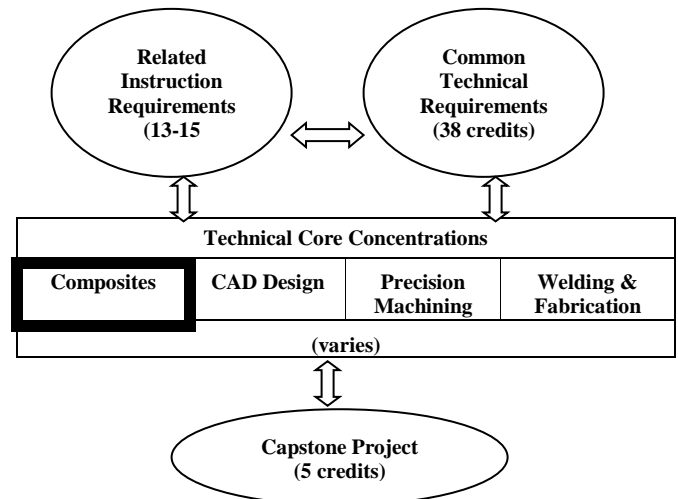 Related
Instruction
Requirements
(13-15
Common
Technical
Requirements
(38 credits)
Technical Core Concentrations
Composites
CAD Design
Precision
Machining
Welding &
Fabrication
(varies)
Capstone Project
(5 credits)